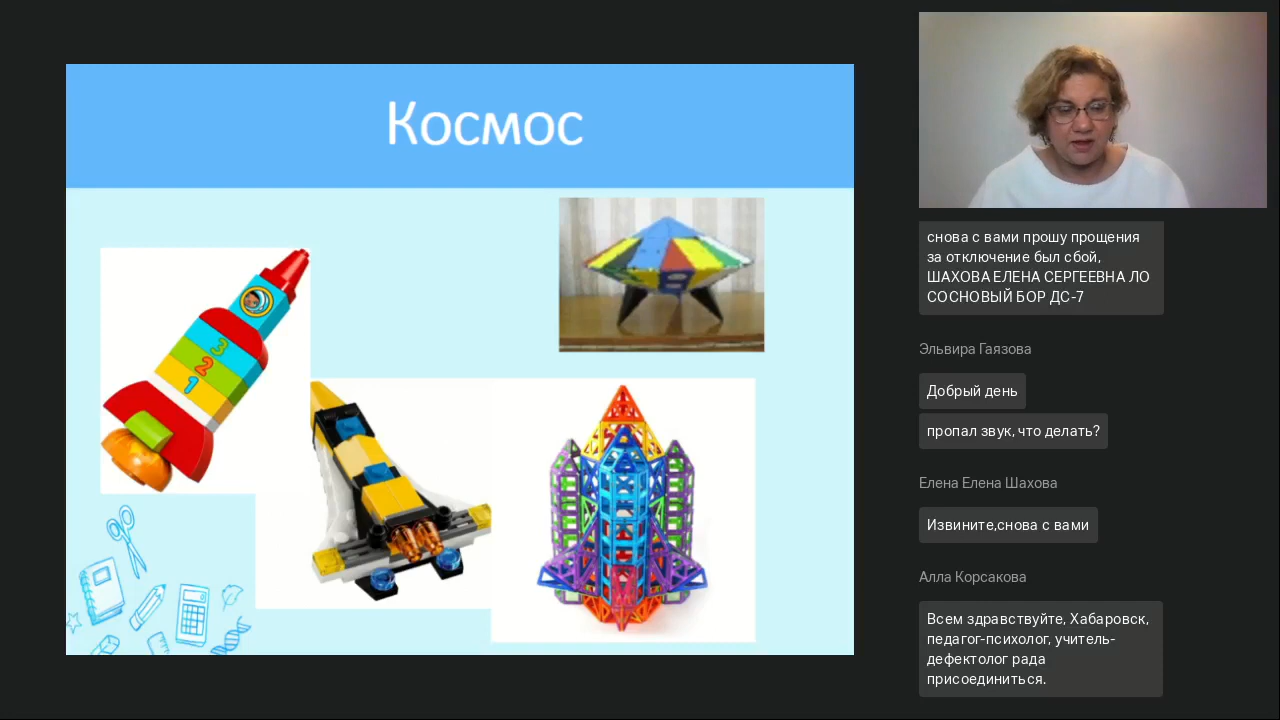 Космос
3
2
1
снова с вами прошу прощения
за отключение был сбой,
ШАХОВА ЕЛЕНА СЕРГЕЕВНА ЛО
СОСНОВЫЙ БОР ДС-7
Эльвира Гаязова
Добрый день
пропал звук, что делать?
Елена Елена Шахова
Извините,снова с вами
Алла Корсакова
Всем здравствуйте, Хабаровск,
педагог-психолог, учитель-
дефектолог рада
присоединиться.